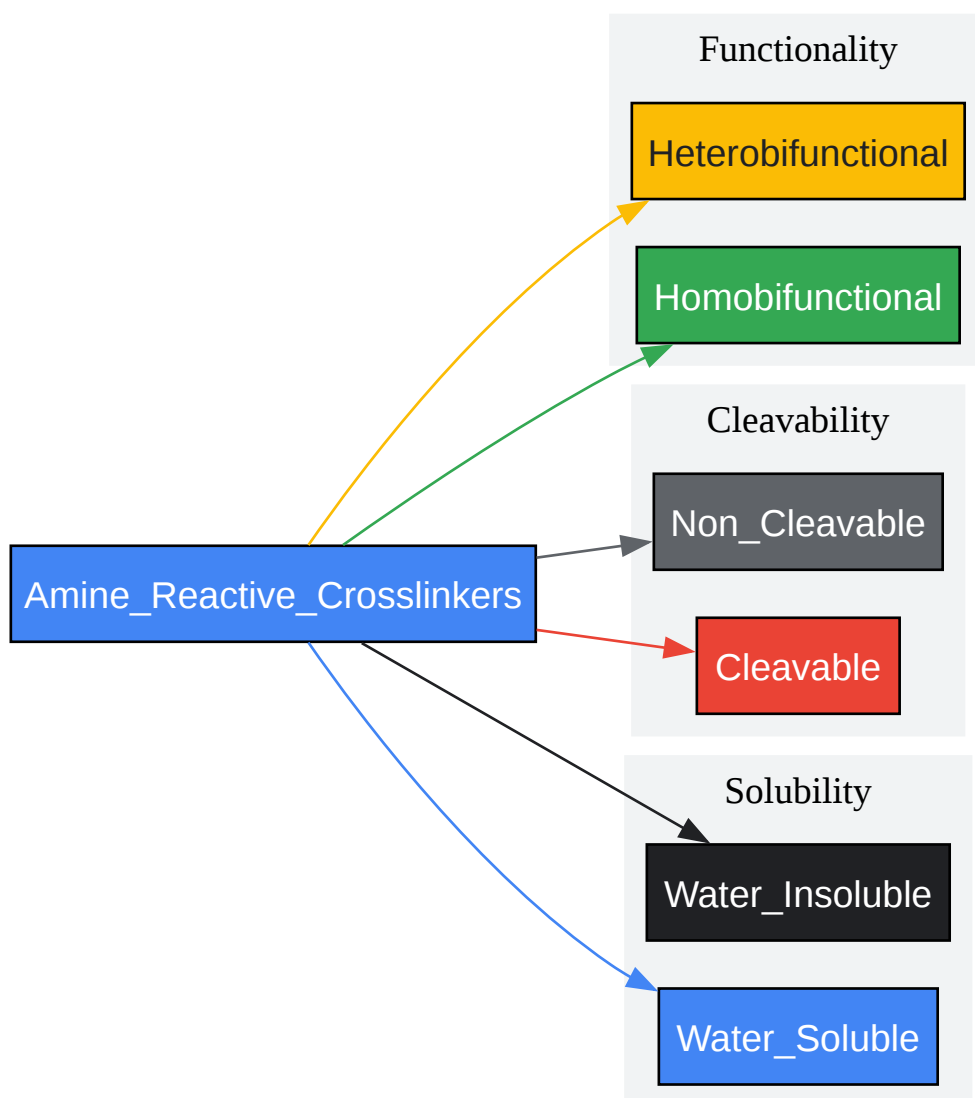 Functionality
Heterobifunctional
Homobifunctional
Cleavability
Non_Cleavable
Amine_Reactive_Crosslinkers
Cleavable
Solubility
Water_Insoluble
Water_Soluble